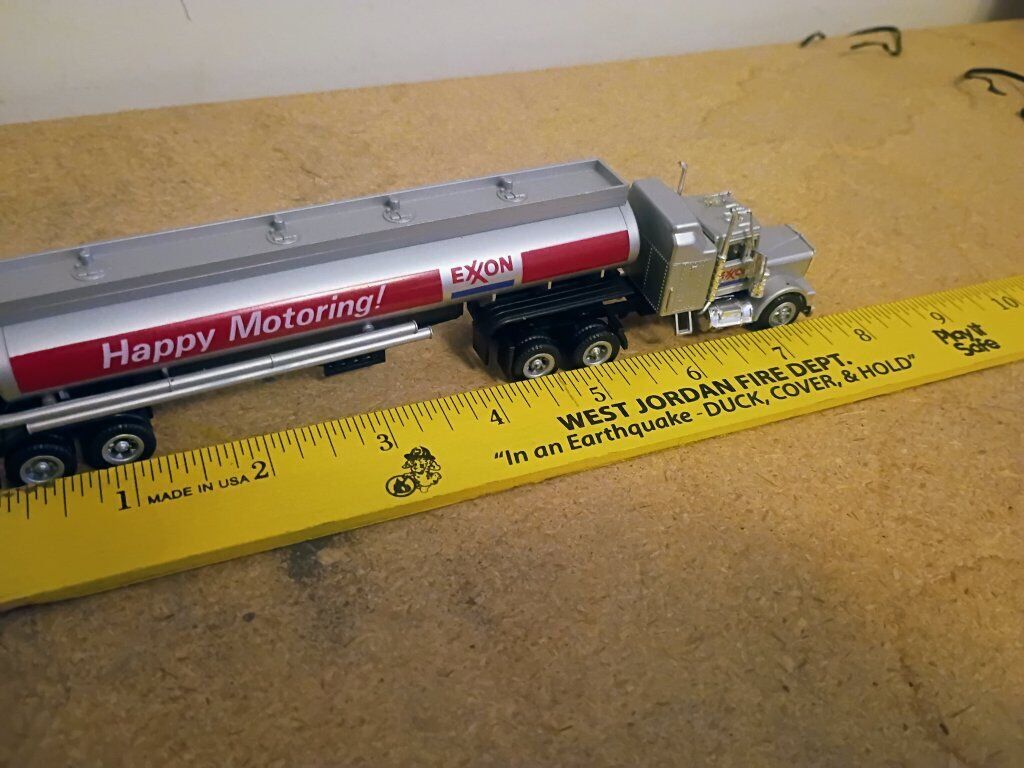 Happy Motoring!
EXXON
EXXON
1 MADE IN USA 2 3 4 5 6 7 8 9 10
WEST JORDAN FIRE DEPT.
"In an Earthquake - DUCK, COVER, & HOLD"
Play it
Safe